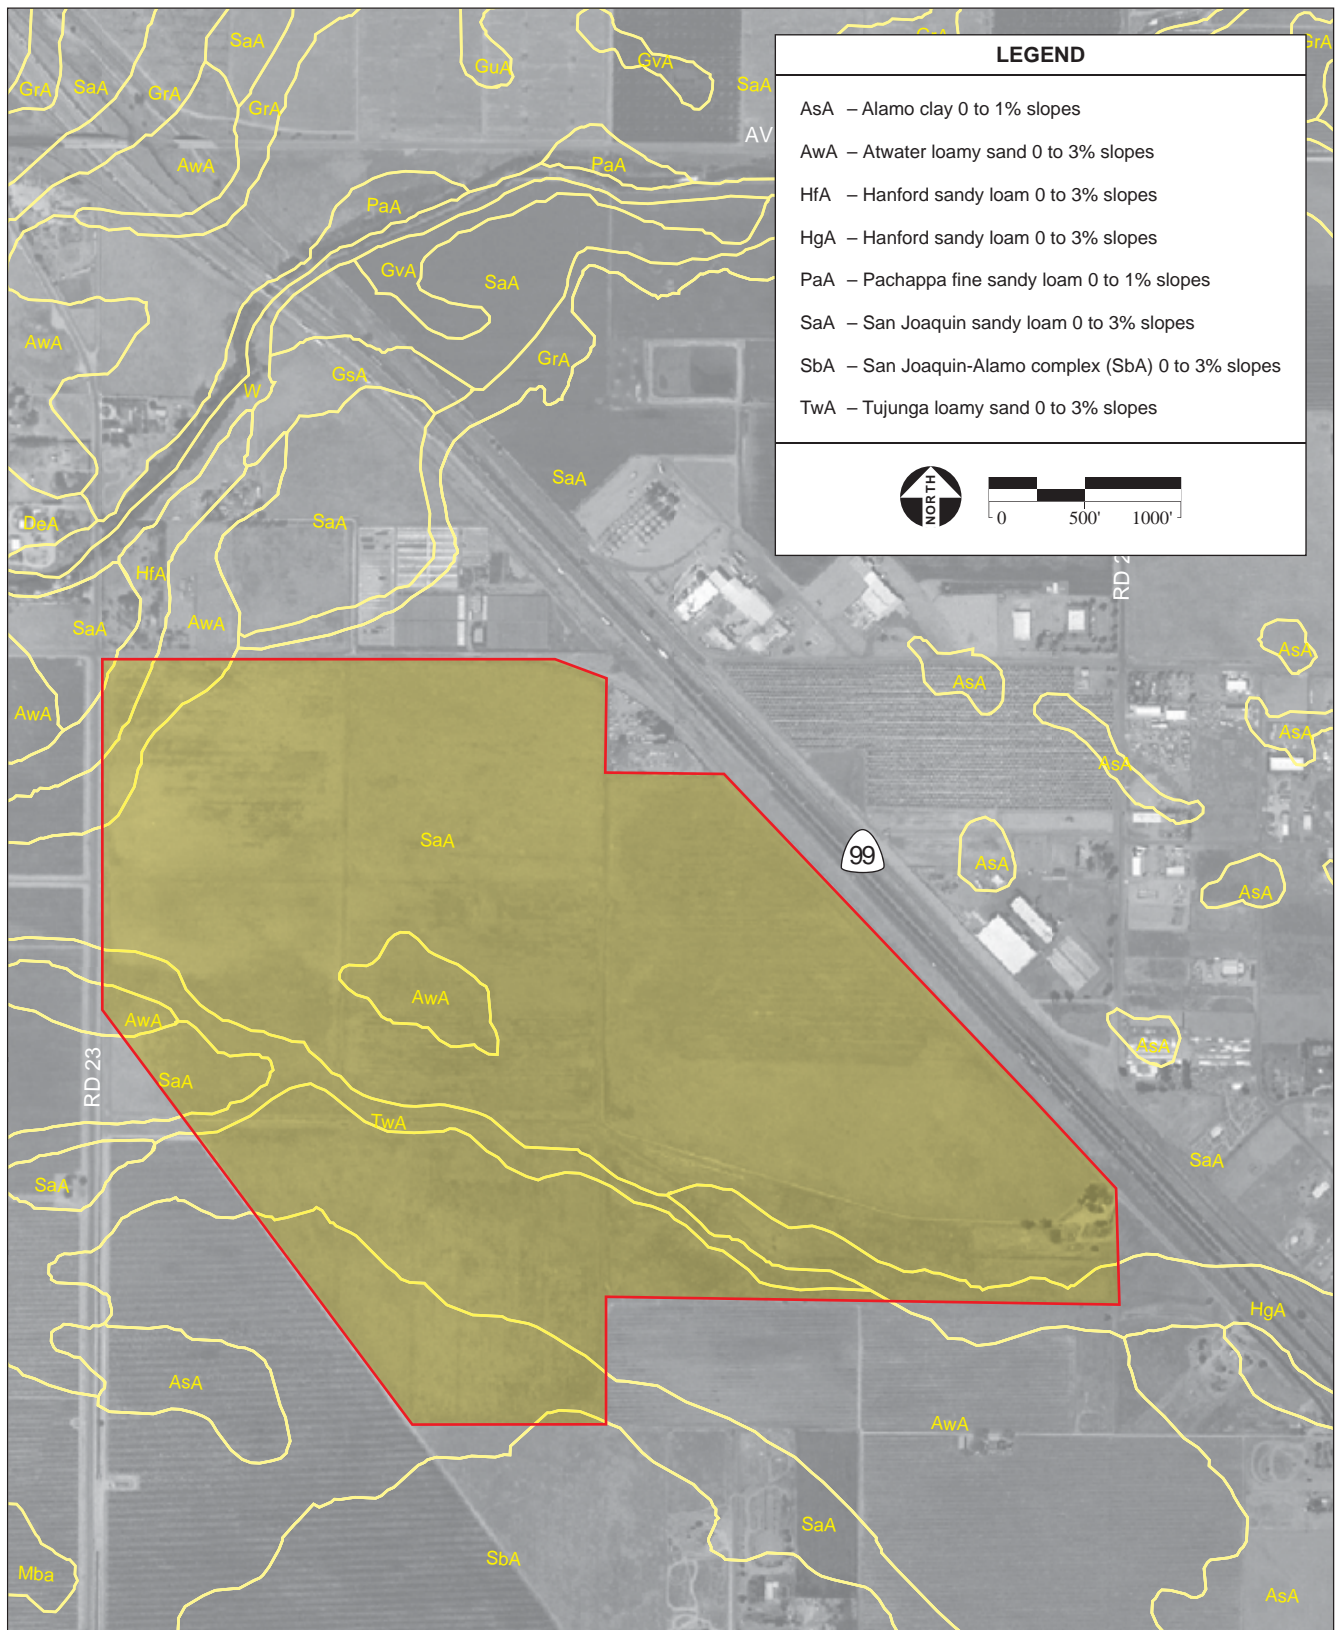 SaA
GrA
SaA
GrA
GrA
AwA
GuA
GvA
SaA
GrA
AV
PaA
PaA
GvA
SaA
AwA
W
GsA
GrA
SaA
DeA
SaA
HfA
AwA
SaA
AwA
LEGEND
AsA – Alamo clay 0 to 1% slopes
AwA – Atwater loamy sand 0 to 3% slopes
HfA – Hanford sandy loam 0 to 3% slopes
HgA – Hanford sandy loam 0 to 3% slopes
PaA – Pachappa fine sandy loam 0 to 1% slopes
SaA – San Joaquin sandy loam 0 to 3% slopes
SbA – San Joaquin-Alamo complex (SbA) 0 to 3% slopes
TwA – Tujunga loamy sand 0 to 3% slopes
NORTH
0 500' 1000'
RD 2
AsA
AsA
AsA
AsA
SaA
99
AsA
AsA
AwA
AwA
AsA
RD 23
SaA
TwA
SaA
SaA
HgA
AsA
AwA
SaA
SbA
Mba
AsA